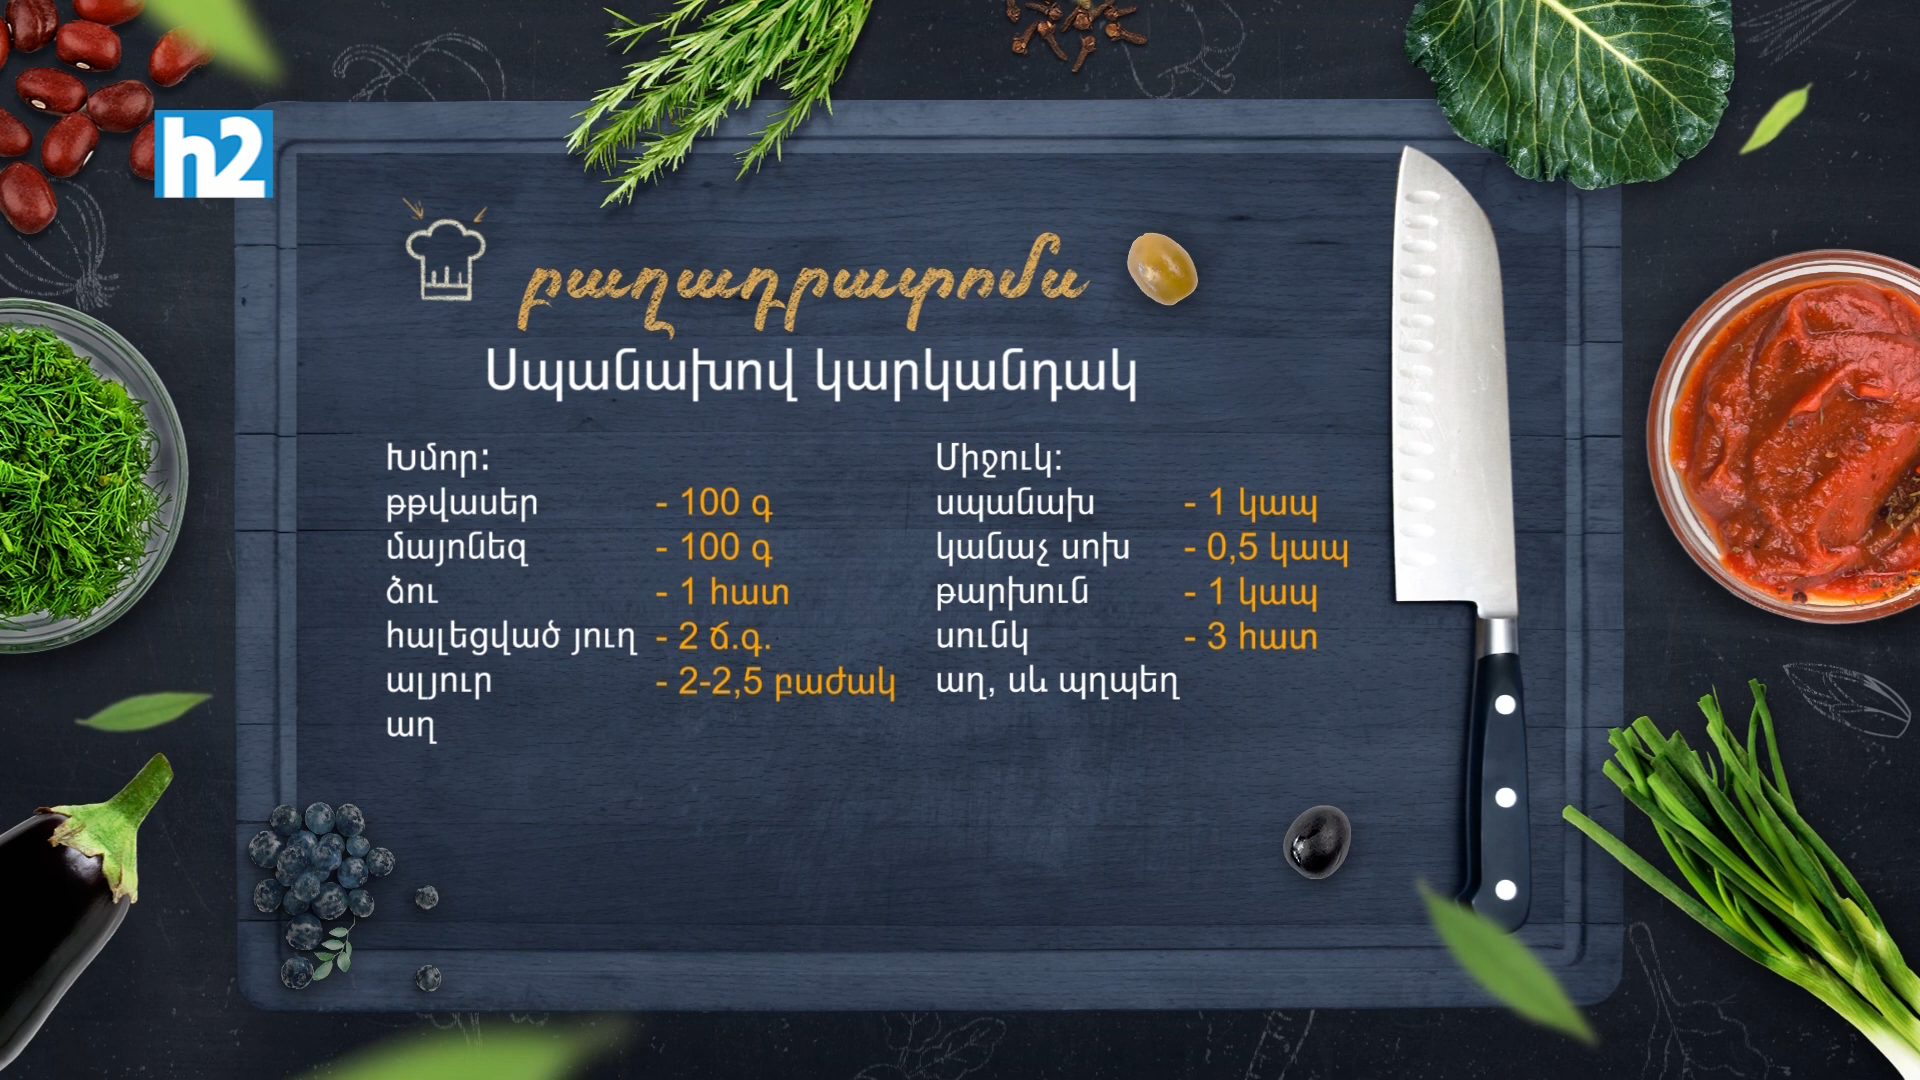 h2
բաղադրատոմս
Սպանախով կարկանդակ
Խմոր:
թթվասեր - 100 գ
մայոնեզ - 100 գ
ձու - 1 հատ
հալեցված յուղ - 2 ճ.գ.
ալյուր - 2-2,5 բաժակ
աղ
Միջուկ:
սպանախ - 1 կապ
կանաչ սոխ - 0,5 կապ
թարխուն - 1 կապ
սունկ - 3 հատ
աղ, սև պղպեղ